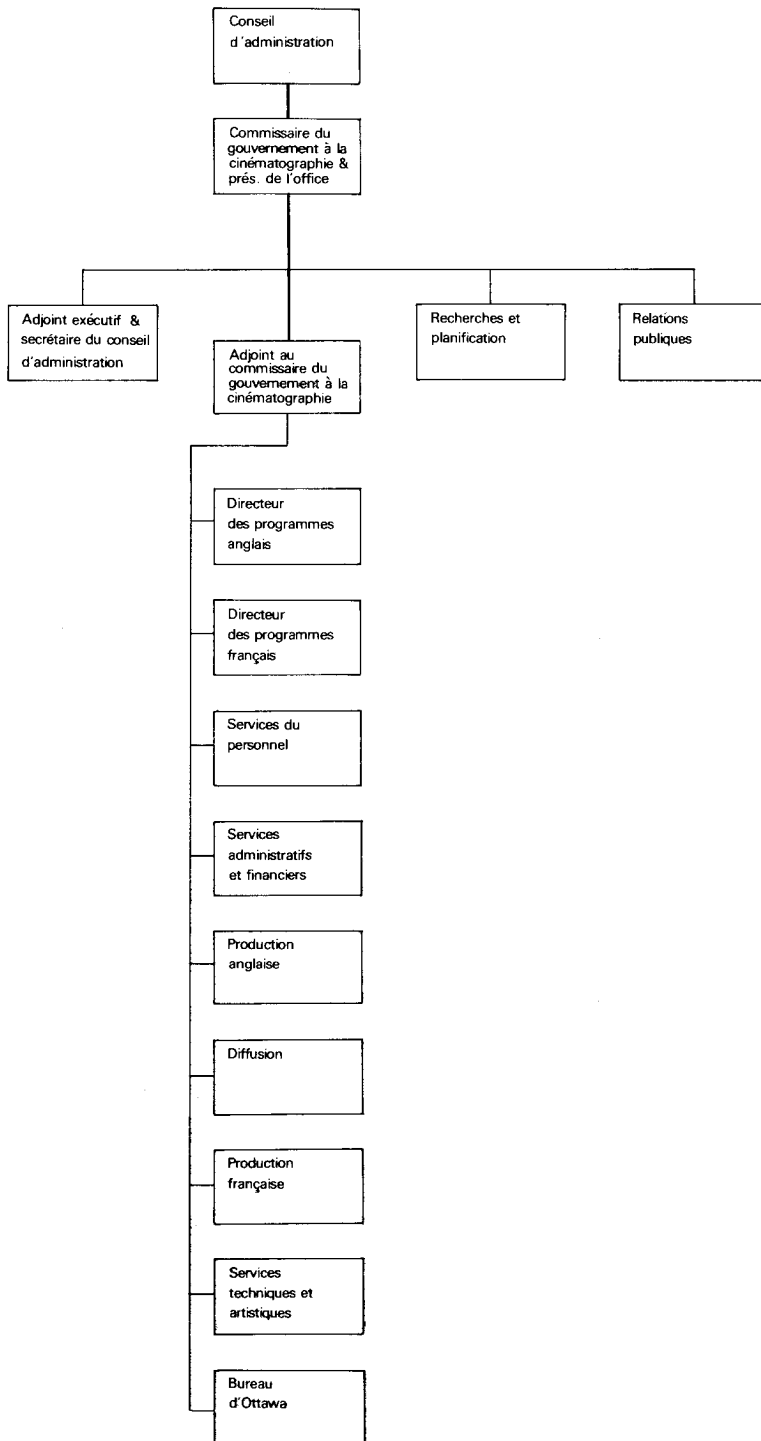 Conseil
d'administration
Commissaire du
gouvernement à la
cinématographie &
prés. de l'office
Adjoint exécutif &
secrétaire du conseil
d'administration
Adjoint au
commissaire du
gouvernement à la
cinématographie
Recherches et
planification
Relations
publiques
Directeur
des programmes
anglais
Directeur
des programmes
français
Services du
personnel
Services
administratifs
et financiers
Production
anglaise
Diffusion
Production
française
Services
techniques et
artistiques
Bureau
d'Ottawa